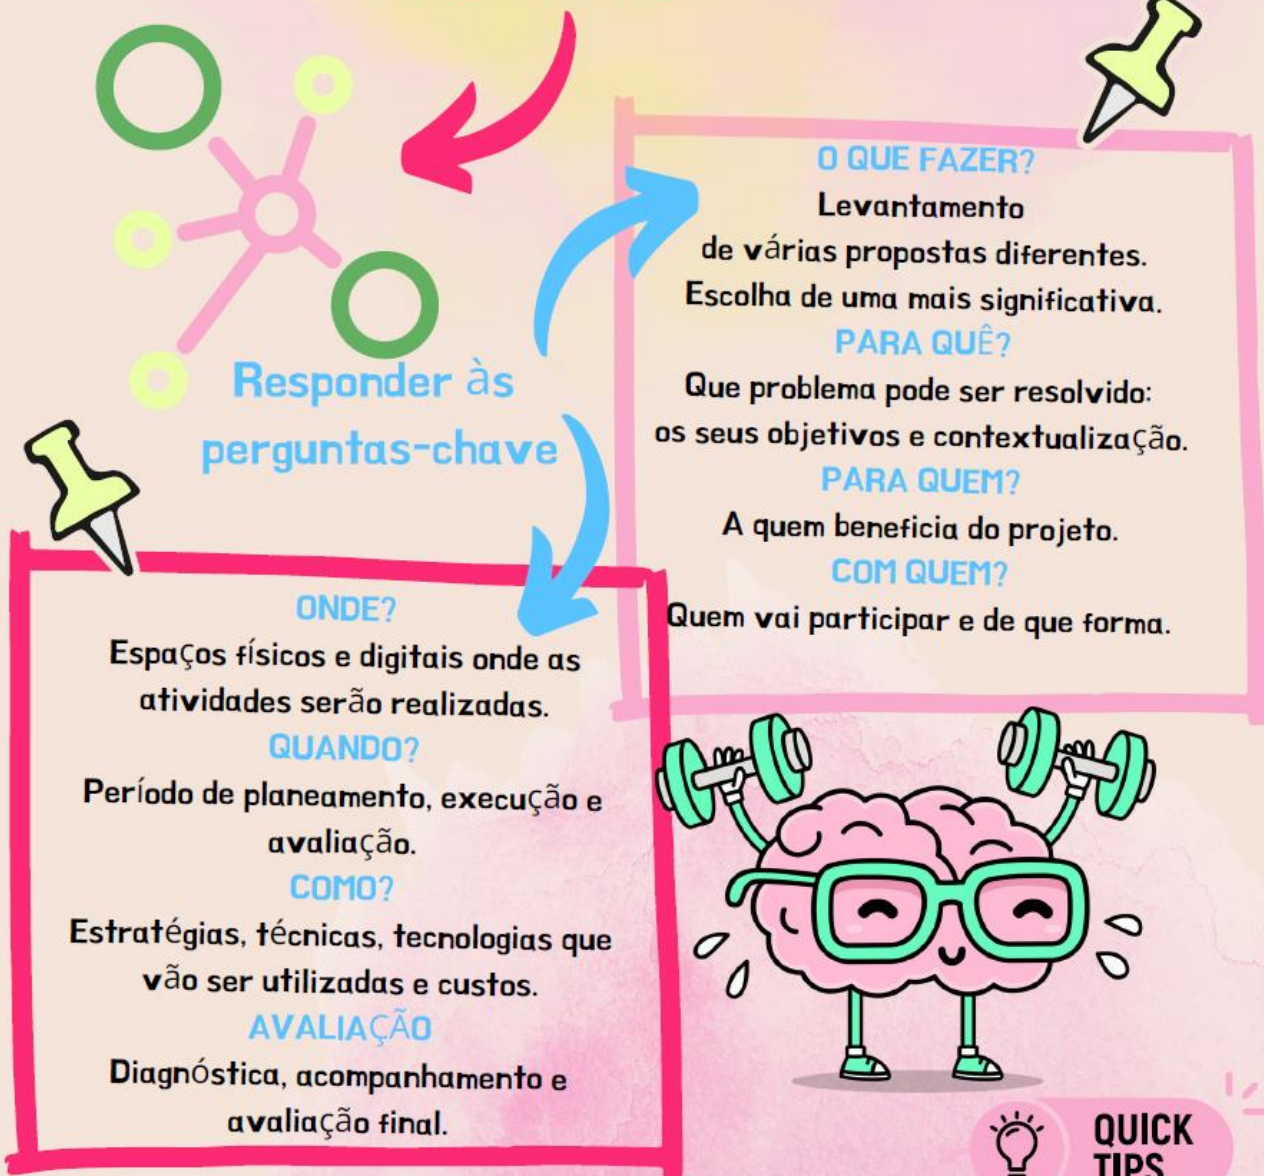 Responder às
perguntas-chave
O QUE FAZER?
Levantamento
de várias propostas diferentes.
Escolha de uma mais significativa.
PARA QUÊ?
Que problema pode ser resolvido:
os seus objetivos e contextualização.
PARA QUEM?
A quem beneficia do projeto.
COM QUEM?
Quem vai participar e de que forma.
ONDE?
Espaços físicos e digitais onde as
atividades serão realizadas.
QUANDO?
Período de planeamento, execução e
avaliação.
COMO?
Estratégias, técnicas, tecnologias que
vão ser utilizadas e custos.
AVALIAÇÃO
Diagnóstica, acompanhamento e
avaliação final.
QUICK
TIPS